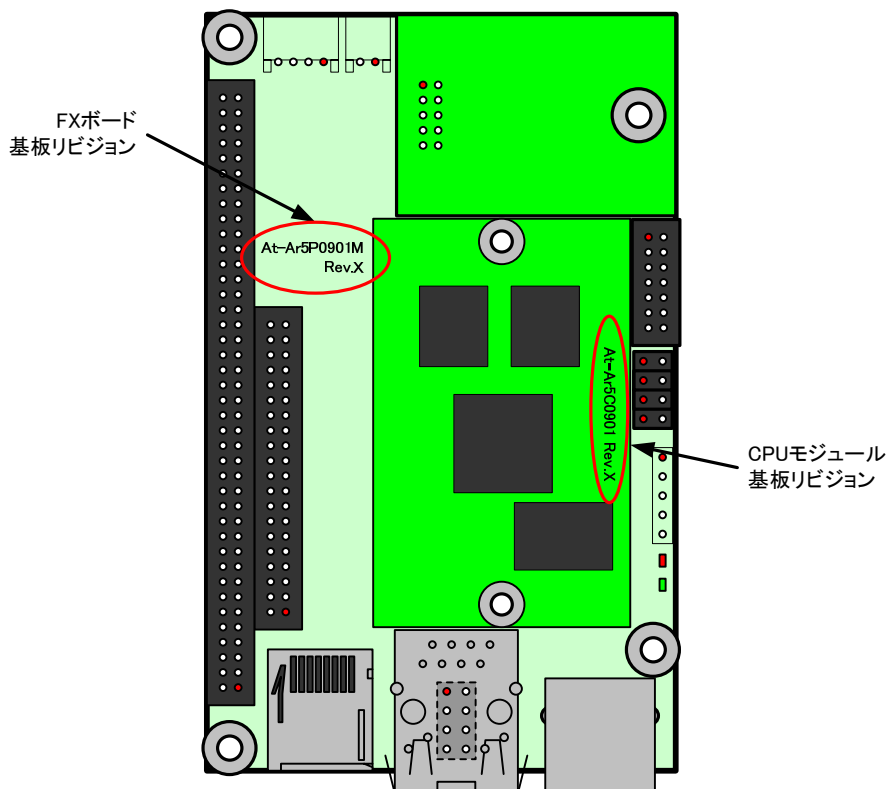 FXボード
基板リビジョン
At-Ar5P0901M
Rev.X
At-Ar5C0901 Rev.X
CPUモジュール
基板リビジョン